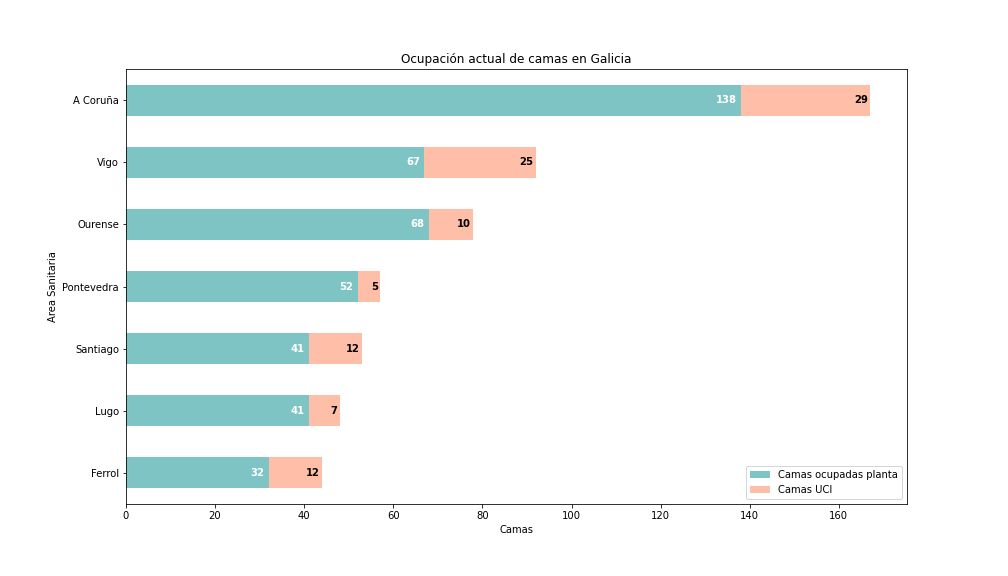 Ocupación actual de camas en Galicia
Area Sanitaria
A Coruña 138 29
Vigo 67 25
Ourense 68 10
Pontevedra 52 5
Santiago 41 12
Lugo 41 7
Ferrol 32 12
Camas ocupadas planta
Camas UCI
0 20 40 60 80 100 120 140 160
Camas